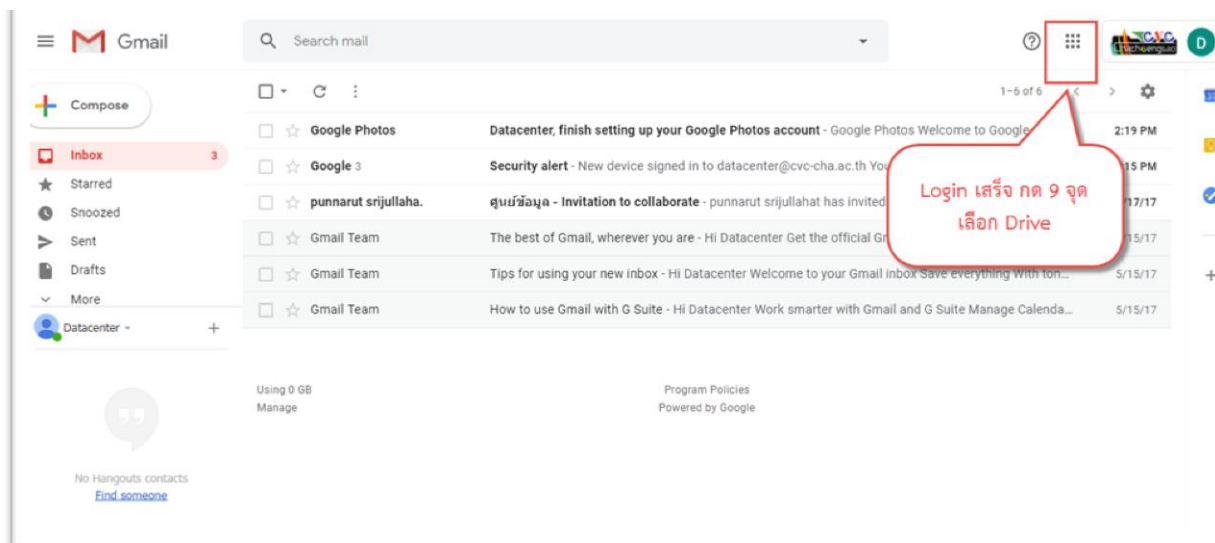 Gmail
Search mail
C.V.C.
D
Compose
1–6 of 6
Inbox 3
Starred
Snoozed
Sent
Drafts
More
Datacenter
Google Photos Datacenter, finish setting up your Google Photos account - Google Photos Welcome to Google 2:19 PM
Google 3 Security alert - New device signed in to datacenter@cvc-cha.ac.th You :15 PM
punnarut srijullaha. ศูนย์ข้อมูล - Invitation to collaborate - punnarut srijullahat has invited 17/17
Gmail Team The best of Gmail, wherever you are - Hi Datacenter Get the official 15/17
Gmail Team Tips for using your new inbox - Hi Datacenter Welcome to your Gmail inbox Save everything With ton... 5/15/17
Gmail Team How to use Gmail with G Suite - Hi Datacenter Work smarter with Gmail and G Suite Manage Calenda... 5/15/17
Login เสร็จ กด 9 จุด
เลือก Drive
Using 0 GB
Manage
Program Policies
Powered by Google
No Hangouts contacts
Find someone